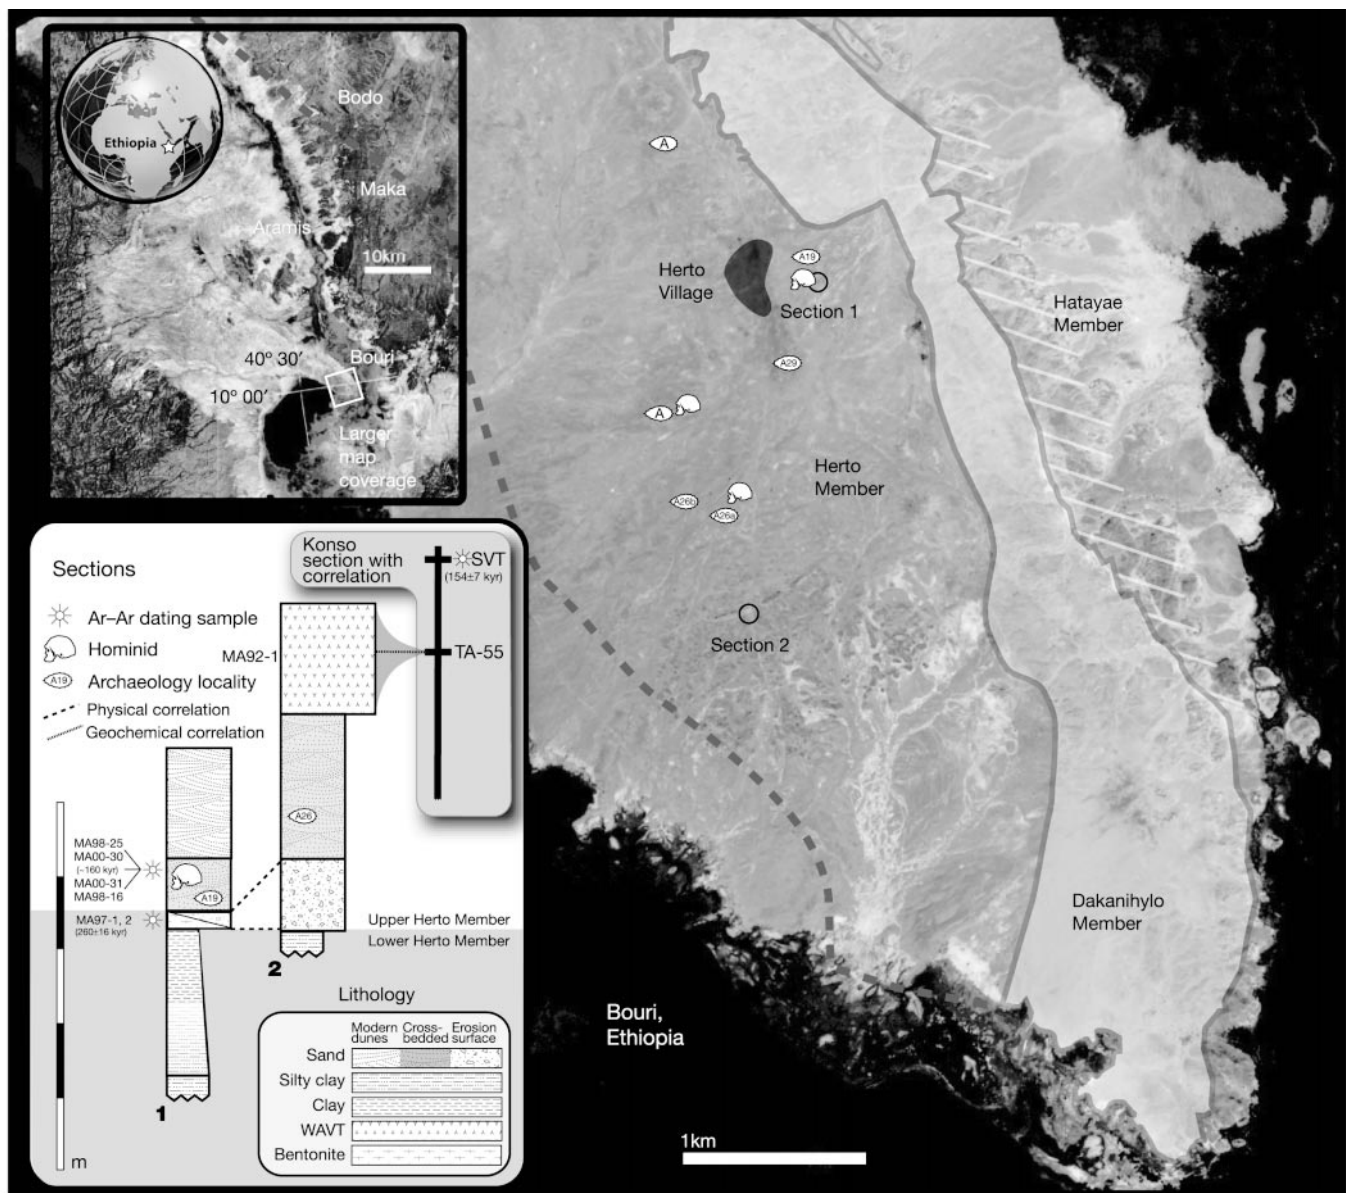 Ethiopia
Bodo
Maka
Aramis
10km
Bouri
40° 30′
10° 00′
Larger
map
coverage
A
Herto
Village
A19
Section 1
A29
A
Herto
Member
A26b
A26a
Section 2
Hatayae
Member
Dakanihylo
Member
Bouri,
Ethiopia
1km
Sections
Ar–Ar dating sample
Hominid
A19
Archaeology locality
Physical correlation
Geochemical correlation
Konso
section with
correlation
SVT
(154±7 kyr)
TA-55
MA92-1
A26
MA98-25
MA00-30
(~160 kyr)
MA00-31
MA98-16
A19
MA97-1, 2
(260±16 kyr)
Upper Herto Member
Lower Herto Member
2
1
m
Lithology
Modern dunes
Cross-bedded
Erosion surface
Sand
Silty clay
Clay
WAVT
Bentonite